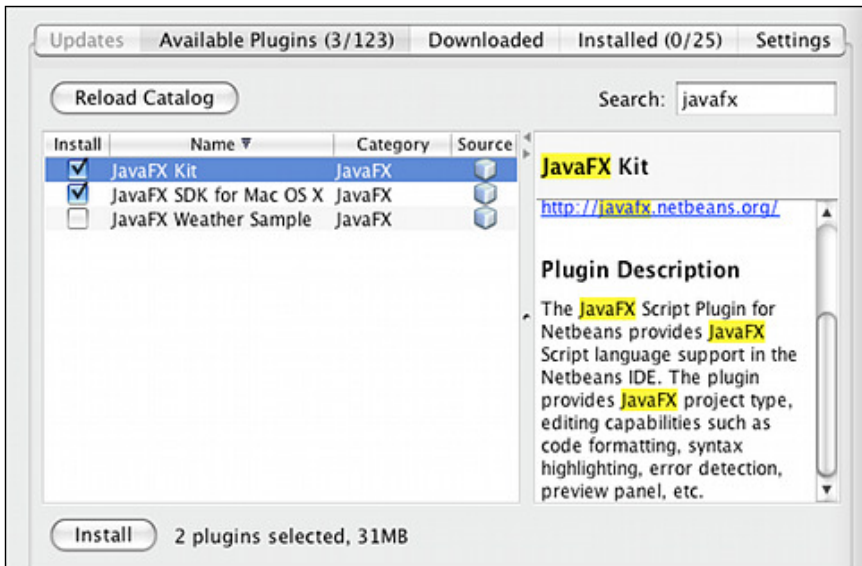 Updates Available Plugins (3/123) Downloaded Installed (0/25) Settings
Reload Catalog Search: javafx
Install Name Category Source
JavaFX Kit JavaFX
JavaFX SDK for Mac OS X JavaFX
JavaFX Weather Sample JavaFX
JavaFX Kit
http://javafx.netbeans.org/
Plugin Description
The JavaFX Script Plugin for
Netbeans provides JavaFX
Script language support in the
Netbeans IDE. The plugin
provides JavaFX project type,
editing capabilities such as
code formatting, syntax
highlighting, error detection,
preview panel, etc.
Install 2 plugins selected, 31MB